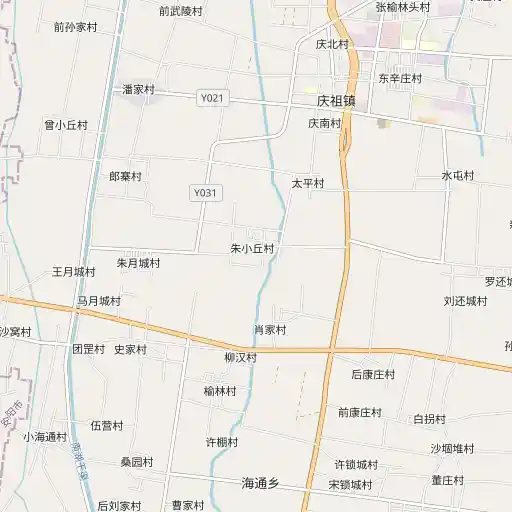 张榆林头村
前武陵村
前孙家村
庆北村
东辛庄村
潘家村
Y021
庆祖镇
曾小丘村
庆南村
郎寨村
水屯村
太平村
Y031
朱小丘村
朱月城村
王月城村
罗还城
马月城村
刘还城村
沙窝村
肖家村
团罡村
史家村
柳汉村
后康庄村
榆林村
安阳市
前康庄村
白拐村
伍营村
小海通村
许棚村
沙堌堆村
桑园村
许锁城村
海通乡
宋锁城村
董庄村
后刘家村
曹家村